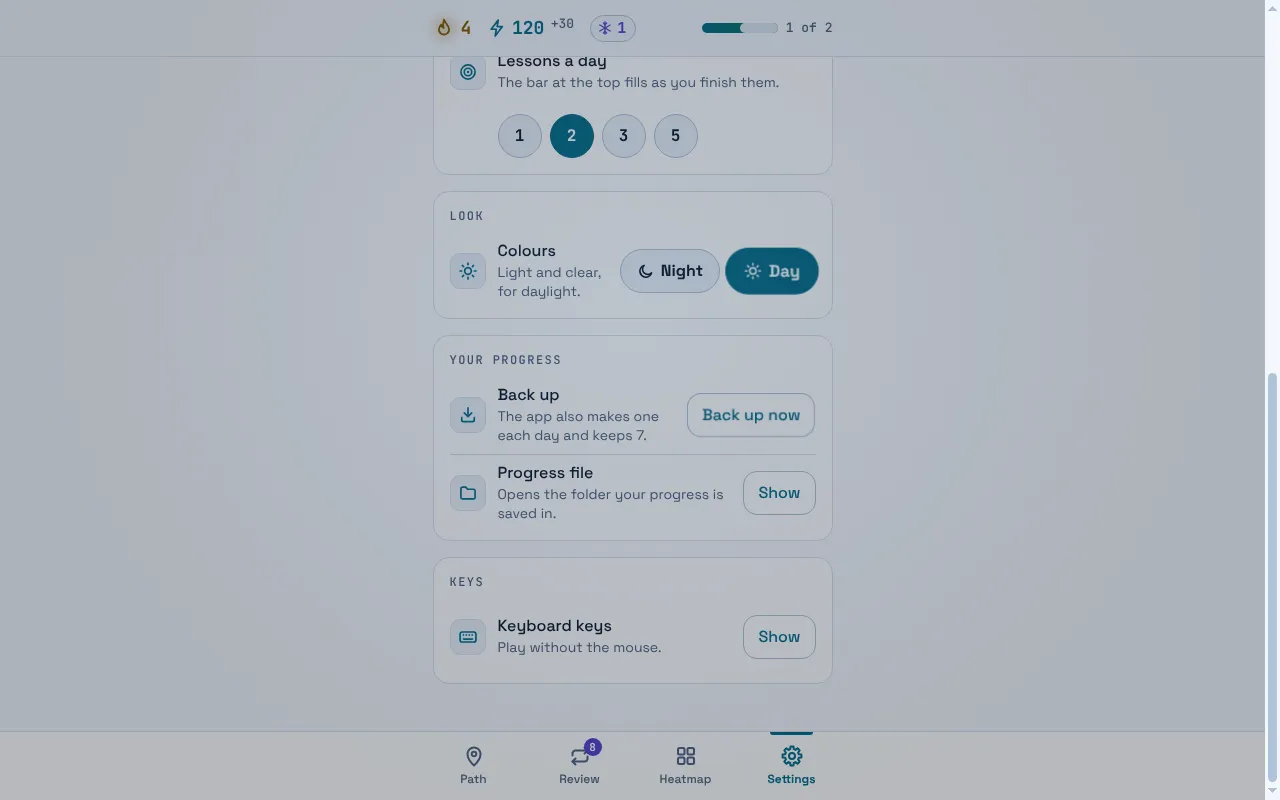 4 120 +30 1 1 of 2
Lessons a day
The bar at the top fills as you finish them.
1 2 3 5
LOOK
Colours
Light and clear,
for daylight.
Night Day
YOUR PROGRESS
Back up
The app also makes one
each day and keeps 7.
Back up now
Progress file
Opens the folder your progress is
saved in.
Show
KEYS
Keyboard keys
Play without the mouse.
Show
8
Path Review Heatmap Settings